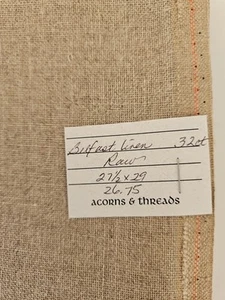 Belfast linen 32ct
Raw
27½ x 29
26.75
ACORNS & THREADS